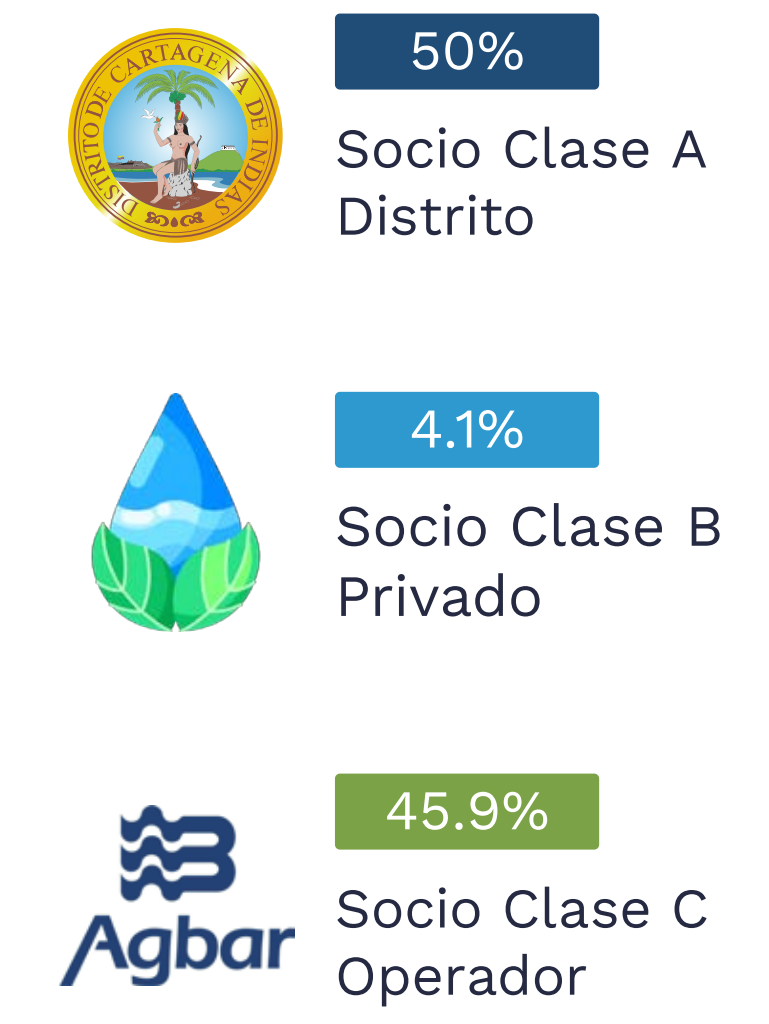 DISTRITO DE CARTAGENA DE INDIAS
50%
Socio Clase A
Distrito
4.1%
Socio Clase B
Privado
Agbar
45.9%
Socio Clase C
Operador